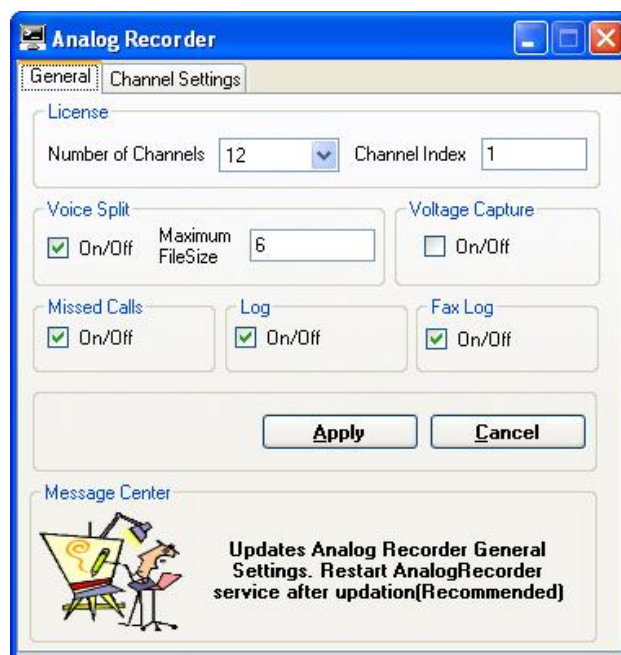 Analog Recorder
General Channel Settings
License
Number of Channels 12 Channel Index 1
Voice Split Voltage Capture
On/Off Maximum FileSize 6 On/Off
Missed Calls Log Fax Log
On/Off On/Off On/Off
Apply Cancel
Message Center
Updates Analog Recorder General
Settings. Restart AnalogRecorder
service after updation(Recommended)